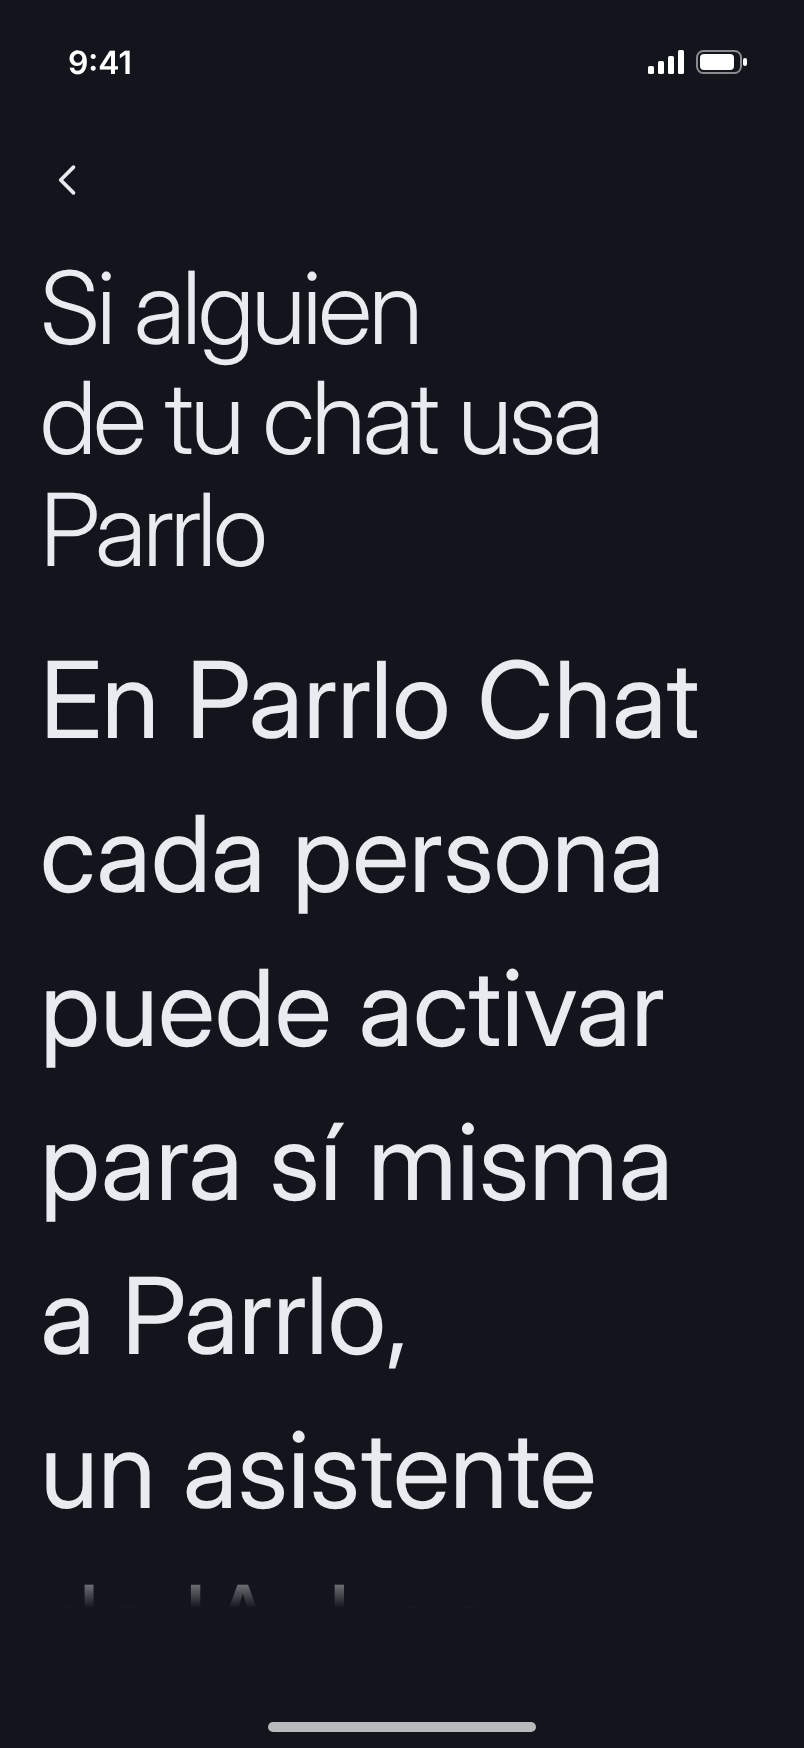 9:41
Si alguien
de tu chat usa
Parrlo
En Parrlo Chat
cada persona
puede activar
para sí misma
a Parrlo,
un asistente